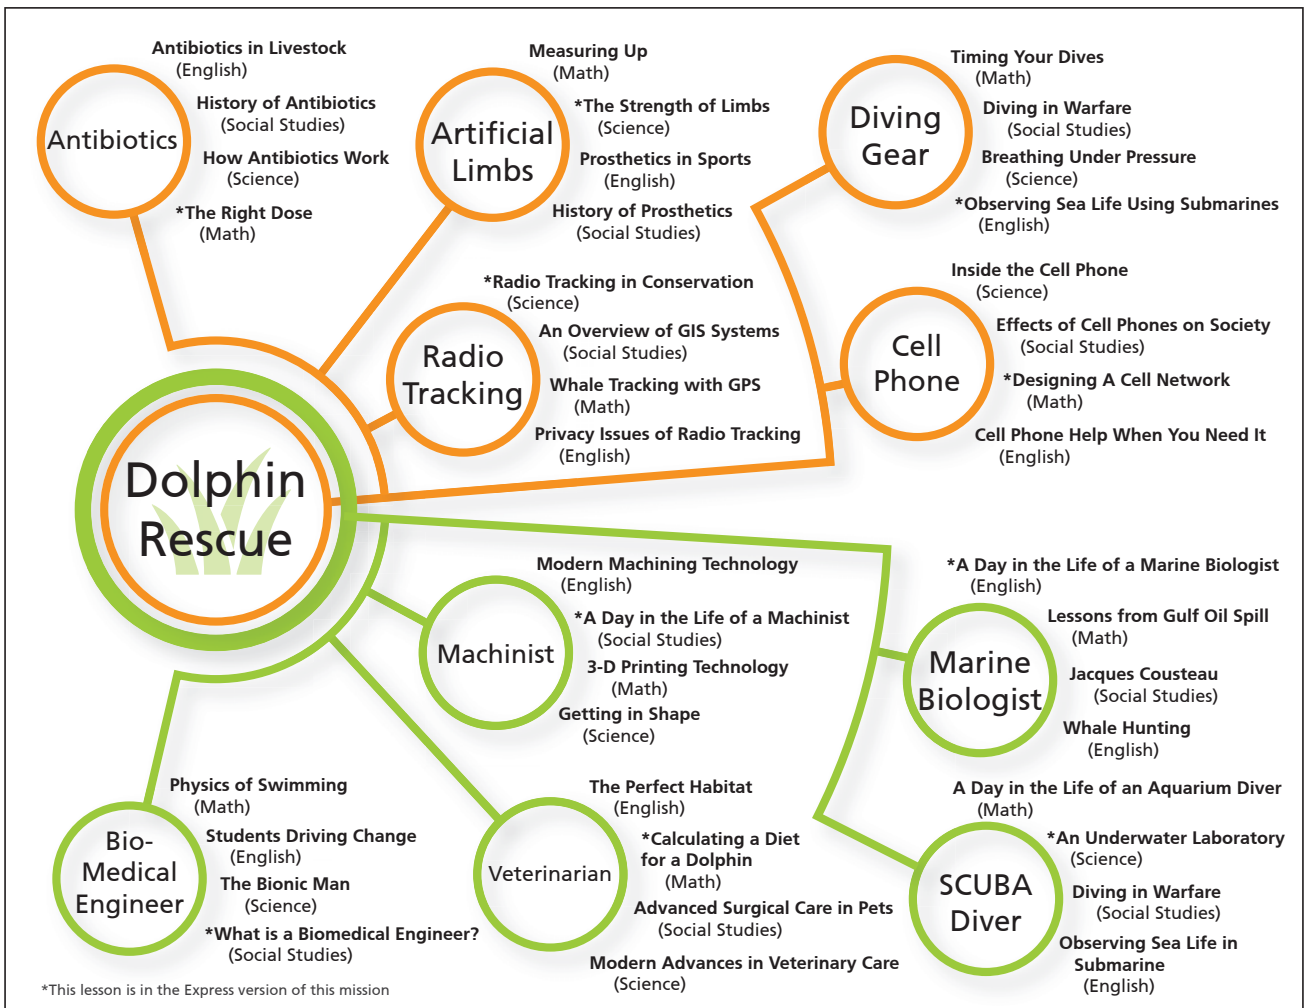 Antibiotics in Livestock
(English)
History of Antibiotics
(Social Studies)
How Antibiotics Work
(Science)
*The Right Dose
(Math)
Antibiotics
Measuring Up
(Math)
*The Strength of Limbs
(Science)
Prosthetics in Sports
(English)
History of Prosthetics
(Social Studies)
Artificial
Limbs
Timing Your Dives
(Math)
Diving in Warfare
(Social Studies)
Breathing Under Pressure
(Science)
*Observing Sea Life Using Submarines
(English)
Diving
Gear
*Radio Tracking in Conservation
(Science)
An Overview of GIS Systems
(Social Studies)
Whale Tracking with GPS
(Math)
Privacy Issues of Radio Tracking
(English)
Radio
Tracking
Inside the Cell Phone
(Science)
Effects of Cell Phones on Society
(Social Studies)
*Designing A Cell Network
(Math)
Cell Phone Help When You Need It
(English)
Cell
Phone
Dolphin
Rescue
Modern Machining Technology
(English)
*A Day in the Life of a Machinist
(Social Studies)
3-D Printing Technology
(Math)
Getting in Shape
(Science)
Machinist
*A Day in the Life of a Marine Biologist
(English)
Lessons from Gulf Oil Spill
(Math)
Jacques Cousteau
(Social Studies)
Whale Hunting
(English)
Marine
Biologist
Physics of Swimming
(Math)
Students Driving Change
(English)
The Bionic Man
(Science)
*What is a Biomedical Engineer?
(Social Studies)
Bio-
Medical
Engineer
The Perfect Habitat
(English)
*Calculating a Diet
for a Dolphin
(Math)
Advanced Surgical Care in Pets
(Social Studies)
Modern Advances in Veterinary Care
(Science)
Veterinarian
A Day in the Life of an Aquarium Diver
(Math)
*An Underwater Laboratory
(Science)
Diving in Warfare
(Social Studies)
Observing Sea Life in
Submarine
(English)
SCUBA
Diver
*This lesson is in the Express version of this mission